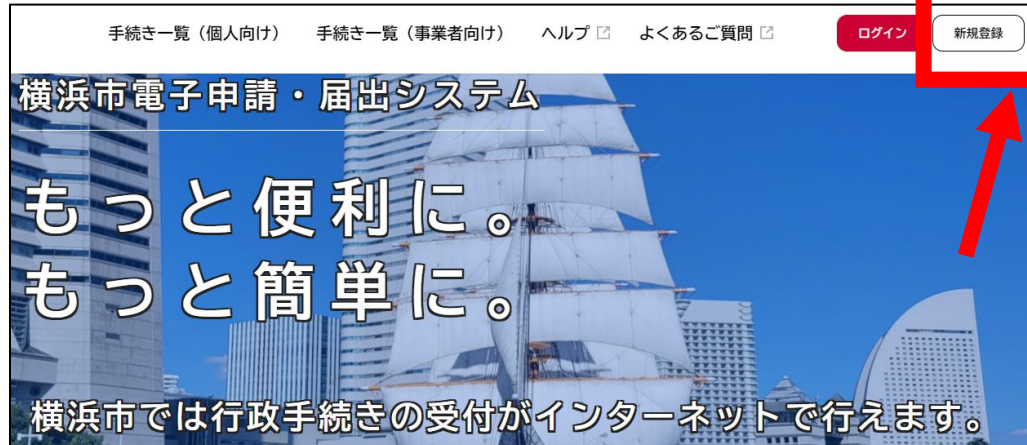 手続き一覧（個人向け） 手続き一覧（事業者向け） ヘルプ よくあるご質問 ログイン 新規登録
横浜市電子申請・届出システム
もっと便利に。
もっと簡単に。
横浜市では行政手続きの受付がインターネットで行えます。